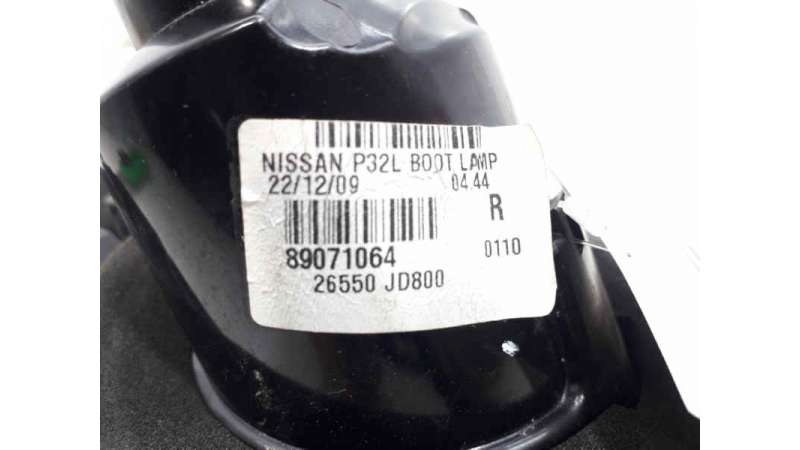 NISSAN P32L BOOT LAMP
22/12/09 04.44
R
89071064 0110
26550 JD800